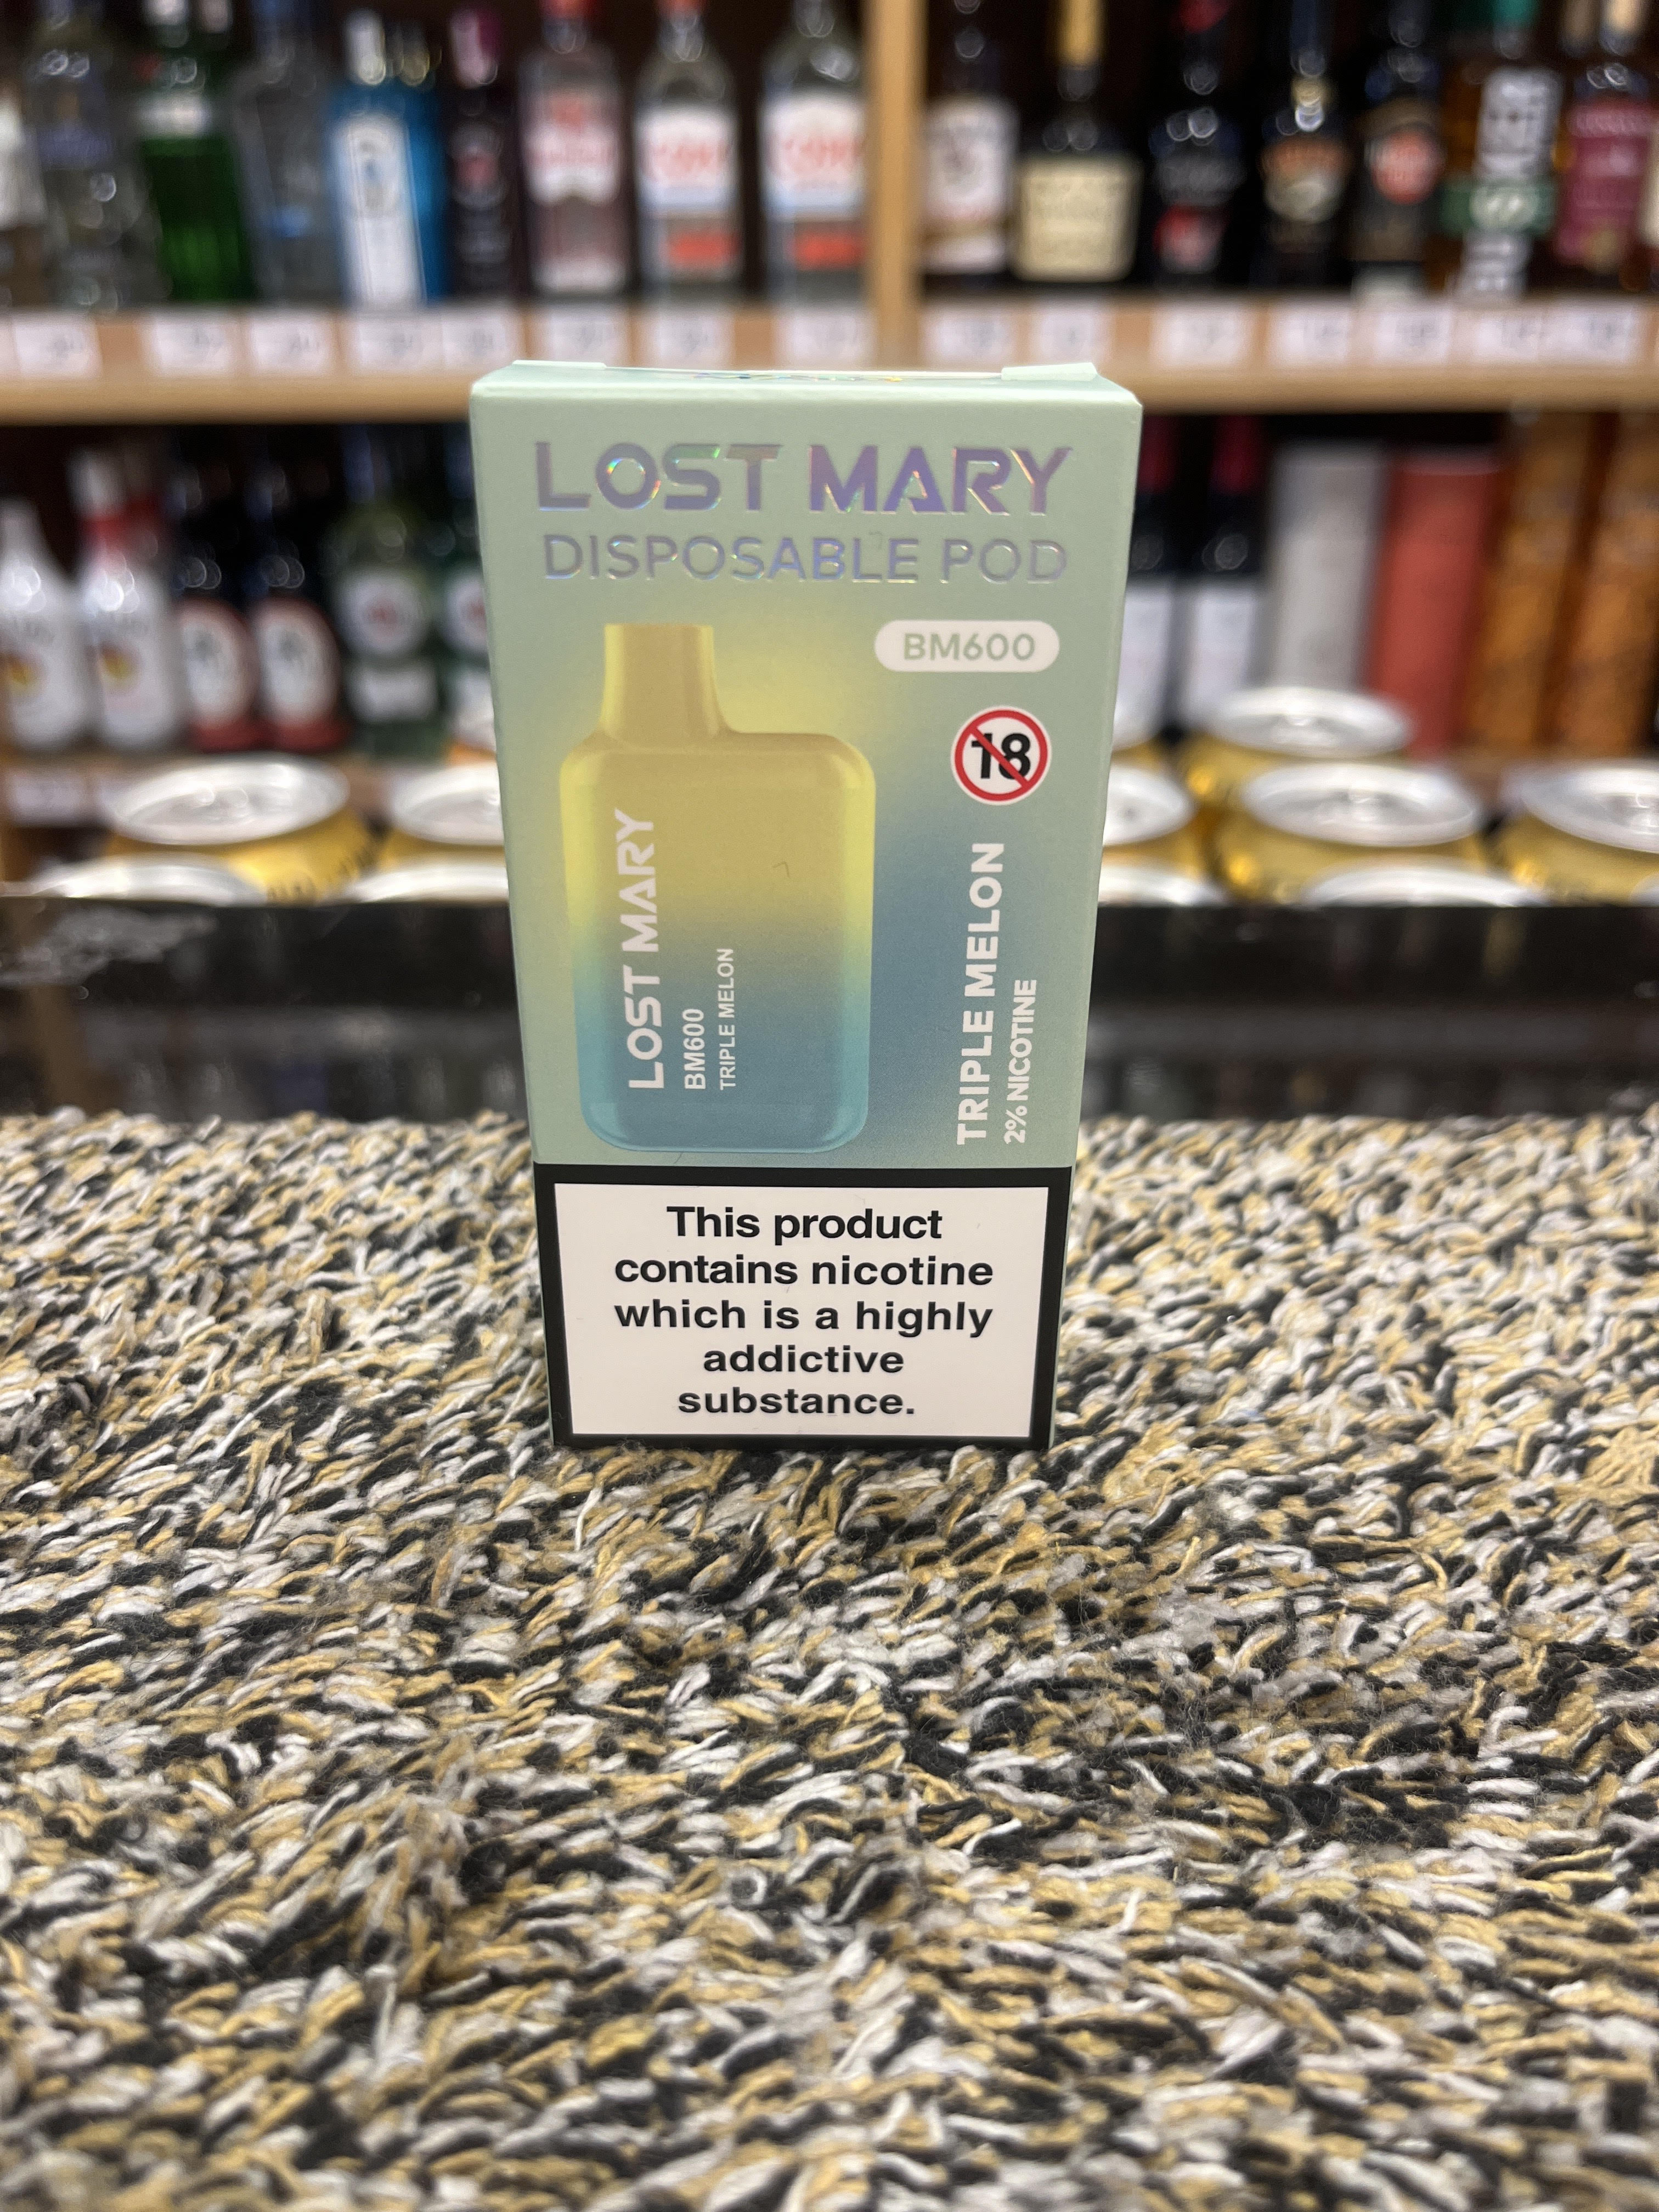 LOST MARY
DISPOSABLE POD
BM600
18
LOST MARY
BM600
TRIPLE MELON
TRIPLE MELON
2% NICOTINE
This product
contains nicotine
which is a highly
addictive
substance.